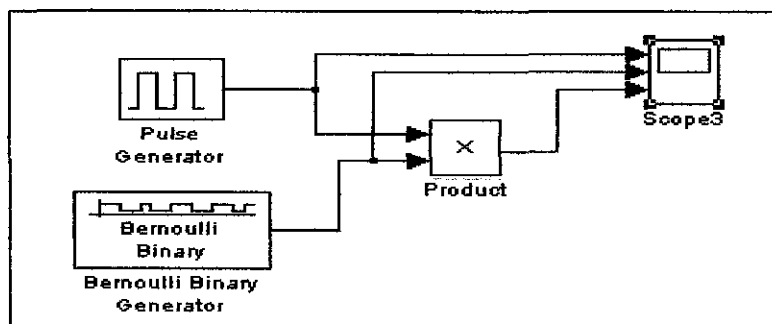 Pulse
Generator
Bernoulli
Binary
Bernoulli Binary
Generator
×
Product
Scope3